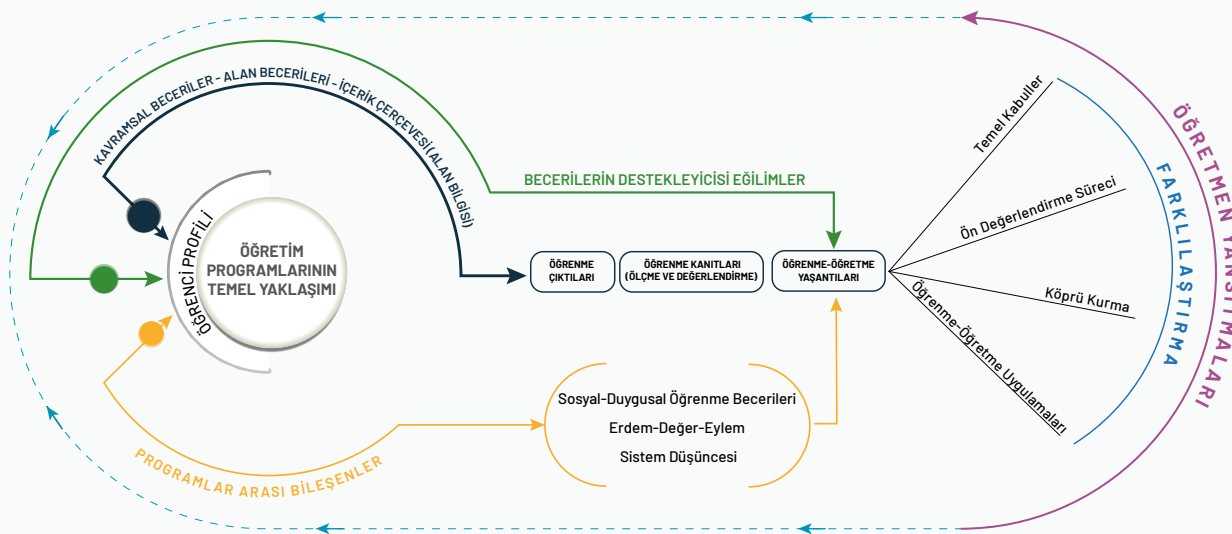 KAVRAMSAL BECERİLER - ALAN BECERİLERİ - İÇERİK ÇERÇEVESİ(ALAN BİLGİSİ)
ÖĞRENCİ PROFİLİ
ÖĞRETİM
PROGRAMLARININ
TEMEL YAKLAŞIMI
PROGRAMLAR ARASI BİLEŞENLER
BECERİLERİN DESTEKLEYİCİSİ EĞİLİMLER
ÖĞRENME
ÇIKTILARI
ÖĞRENME KANITLARI
(ÖLÇME VE DEĞERLENDİRME)
ÖĞRENME-ÖĞRETME
YAŞANTILARI
Sosyal-Duygusal Öğrenme Becerileri
Erdem-Değer-Eylem
Sistem Düşüncesi
Temel Kabuller
Ön Değerlendirme Süreci
Köprü Kurma
Öğrenme-Öğretme Uygulamaları
FARKLILAŞTIRMA
ÖĞRETMEN YANSITMALARI